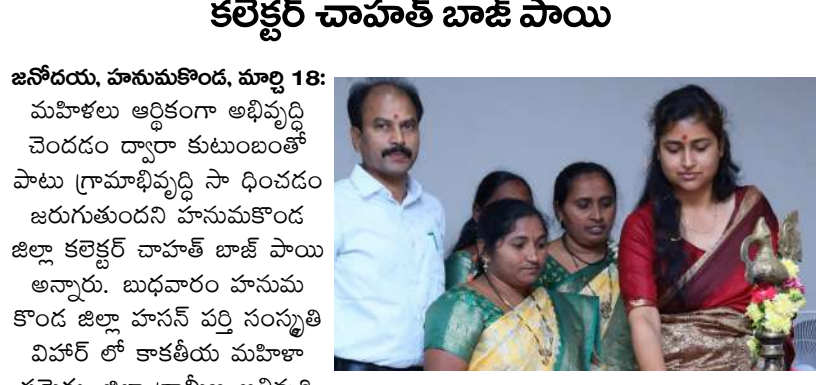 కలెక్టర్ చాహత్ బాజ్ పాయి
జనోదయ, హనుమకొండ, మార్చి 18:
మహిళలు ఆర్థికంగా అభివృద్ధి
చెందడం ద్వారా కుటుంబంతో
పాటు గ్రామాభివృద్ధి సా ధించడం
జరుగుతుందని హనుమకొండ
జిల్లా కలెక్టర్ చాహత్ బాజ్ పాయి
అన్నారు. బుధవారం హనుమ
కొండ జిల్లా హసన్ పర్తి సంస్కృతి
విహార్ లో కాకతీయ మహిళా